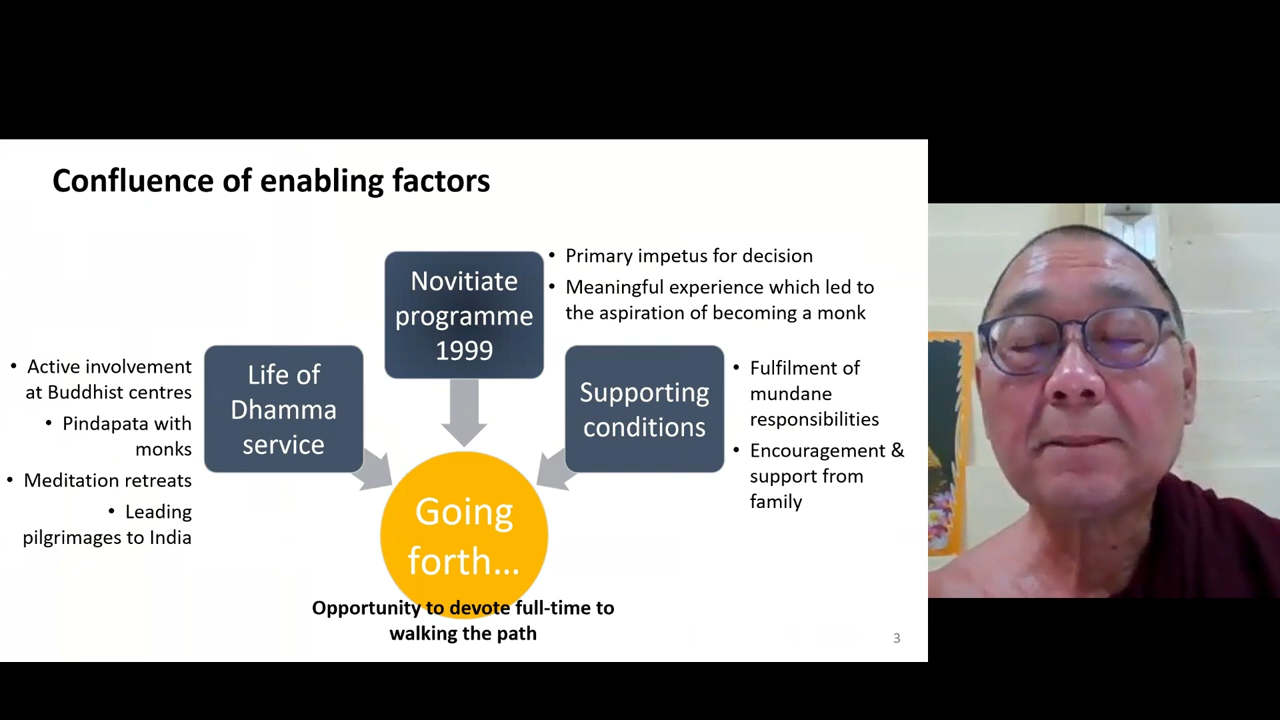 Confluence of enabling factors
Novitiate
programme
1999
• Primary impetus for decision
• Meaningful experience which led to
the aspiration of becoming a monk
• Active involvement
at Buddhist centres
• Pindapata with
monks
• Meditation retreats
• Leading
pilgrimages to India
Life of
Dhamma
service
Supporting
conditions
• Fulfilment of
mundane
responsibilities
• Encouragement &
support from
family
Going
forth...
Opportunity to devote full-time to
walking the path
3